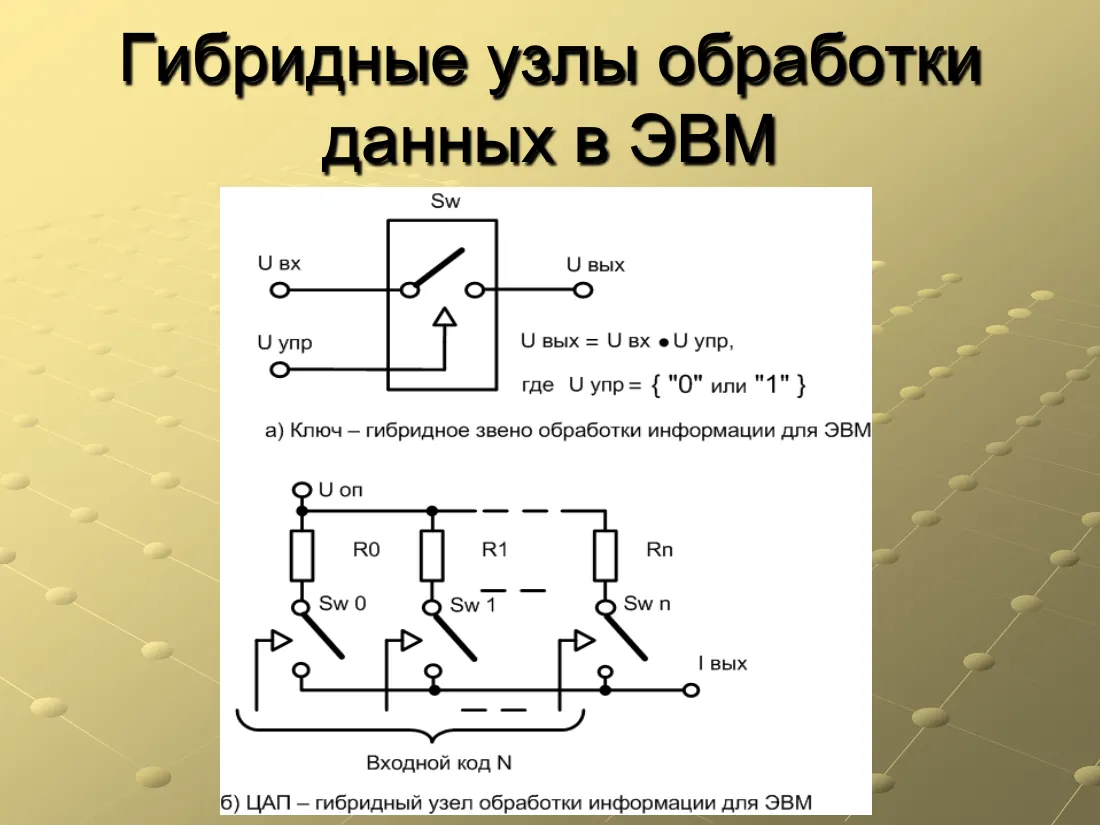 Гибридные узлы обработки
данных в ЭВМ
Sw
U вх
U вых
U упр
U вых = U вх • U упр,
где U упр = { "0" или "1" }
а) Ключ – гибридное звено обработки информации для ЭВМ
U оп
R0
R1
Rn
Sw 0
Sw 1
Sw n
I вых
Входной код N
б) ЦАП – гибридный узел обработки информации для ЭВМ